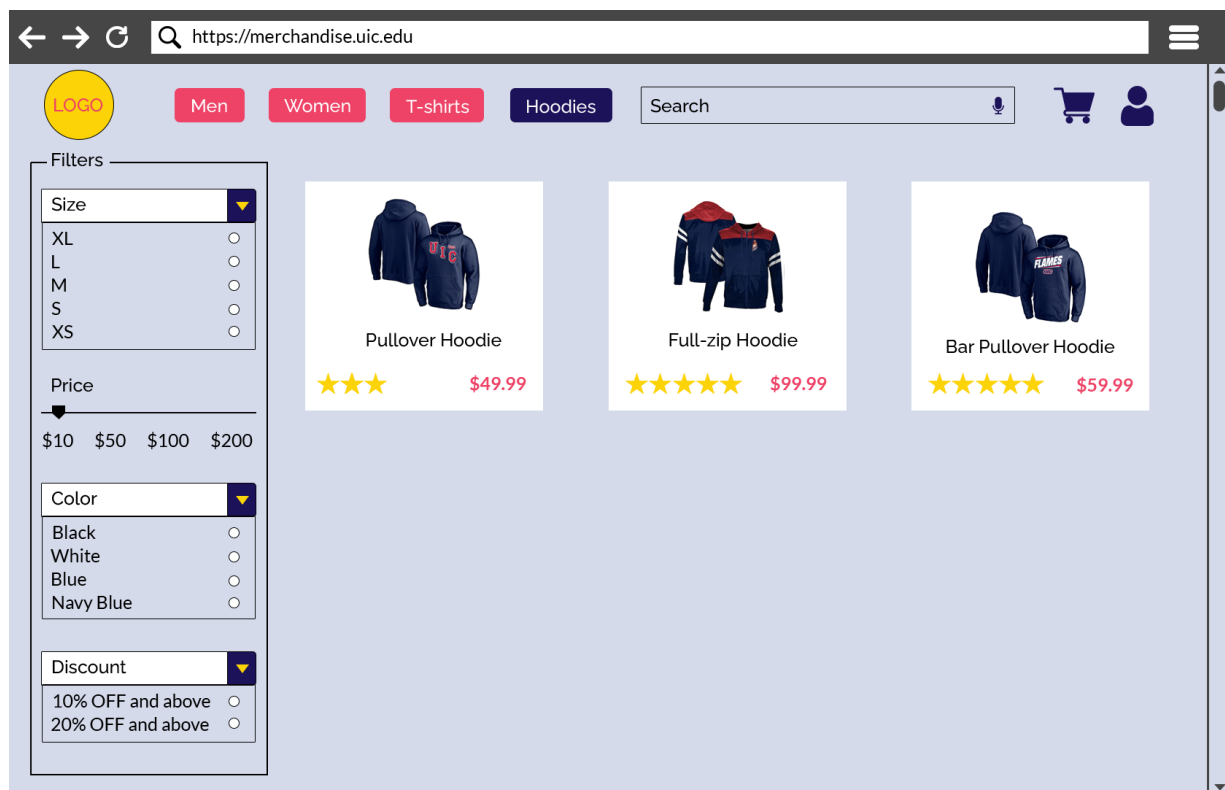 https://merchandise.uic.edu
LOGO
Men
Women
T-shirts
Hoodies
Search
Filters
Size
XL
L
M
S
XS
Price
$10 $50 $100 $200
Color
Black
White
Blue
Navy Blue
Discount
10% OFF and above
20% OFF and above
UIC
Pullover Hoodie
$49.99
Full-zip Hoodie
$99.99
FLAMES
Bar Pullover Hoodie
$59.99